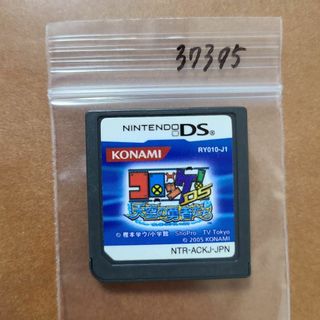 37375
NINTENDO DS
KONAMI
RY010-J1
コロッケ!DS
天空の勇者たち
© 樫本学ヴ/小学館 ShoPro TV Tokyo
© 2005 KONAMI
NTR-ACKJ-JPN